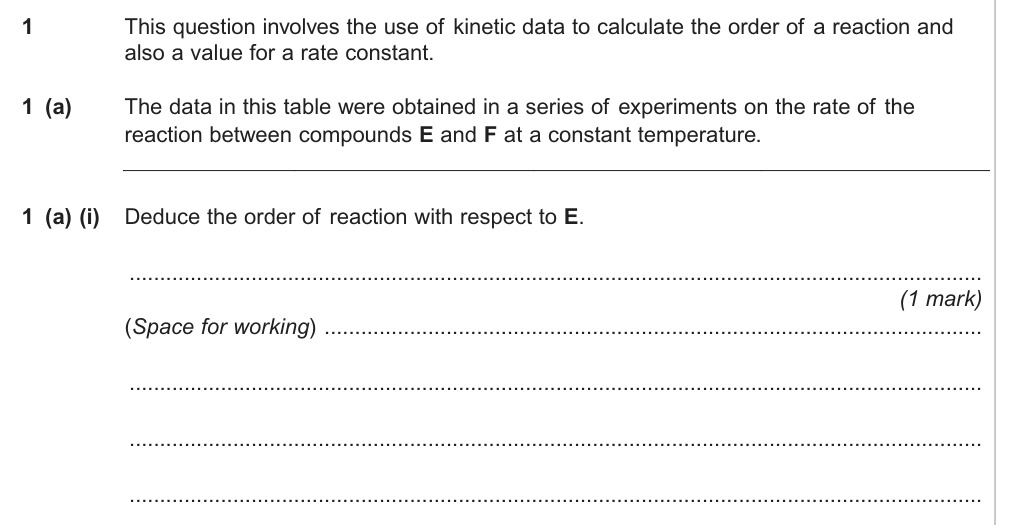 1 This question involves the use of kinetic data to calculate the order of a reaction and
also a value for a rate constant.
1 (a) The data in this table were obtained in a series of experiments on the rate of the
reaction between compounds E and F at a constant temperature.
1 (a) (i) Deduce the order of reaction with respect to E.
(1 mark)
(Space for working)